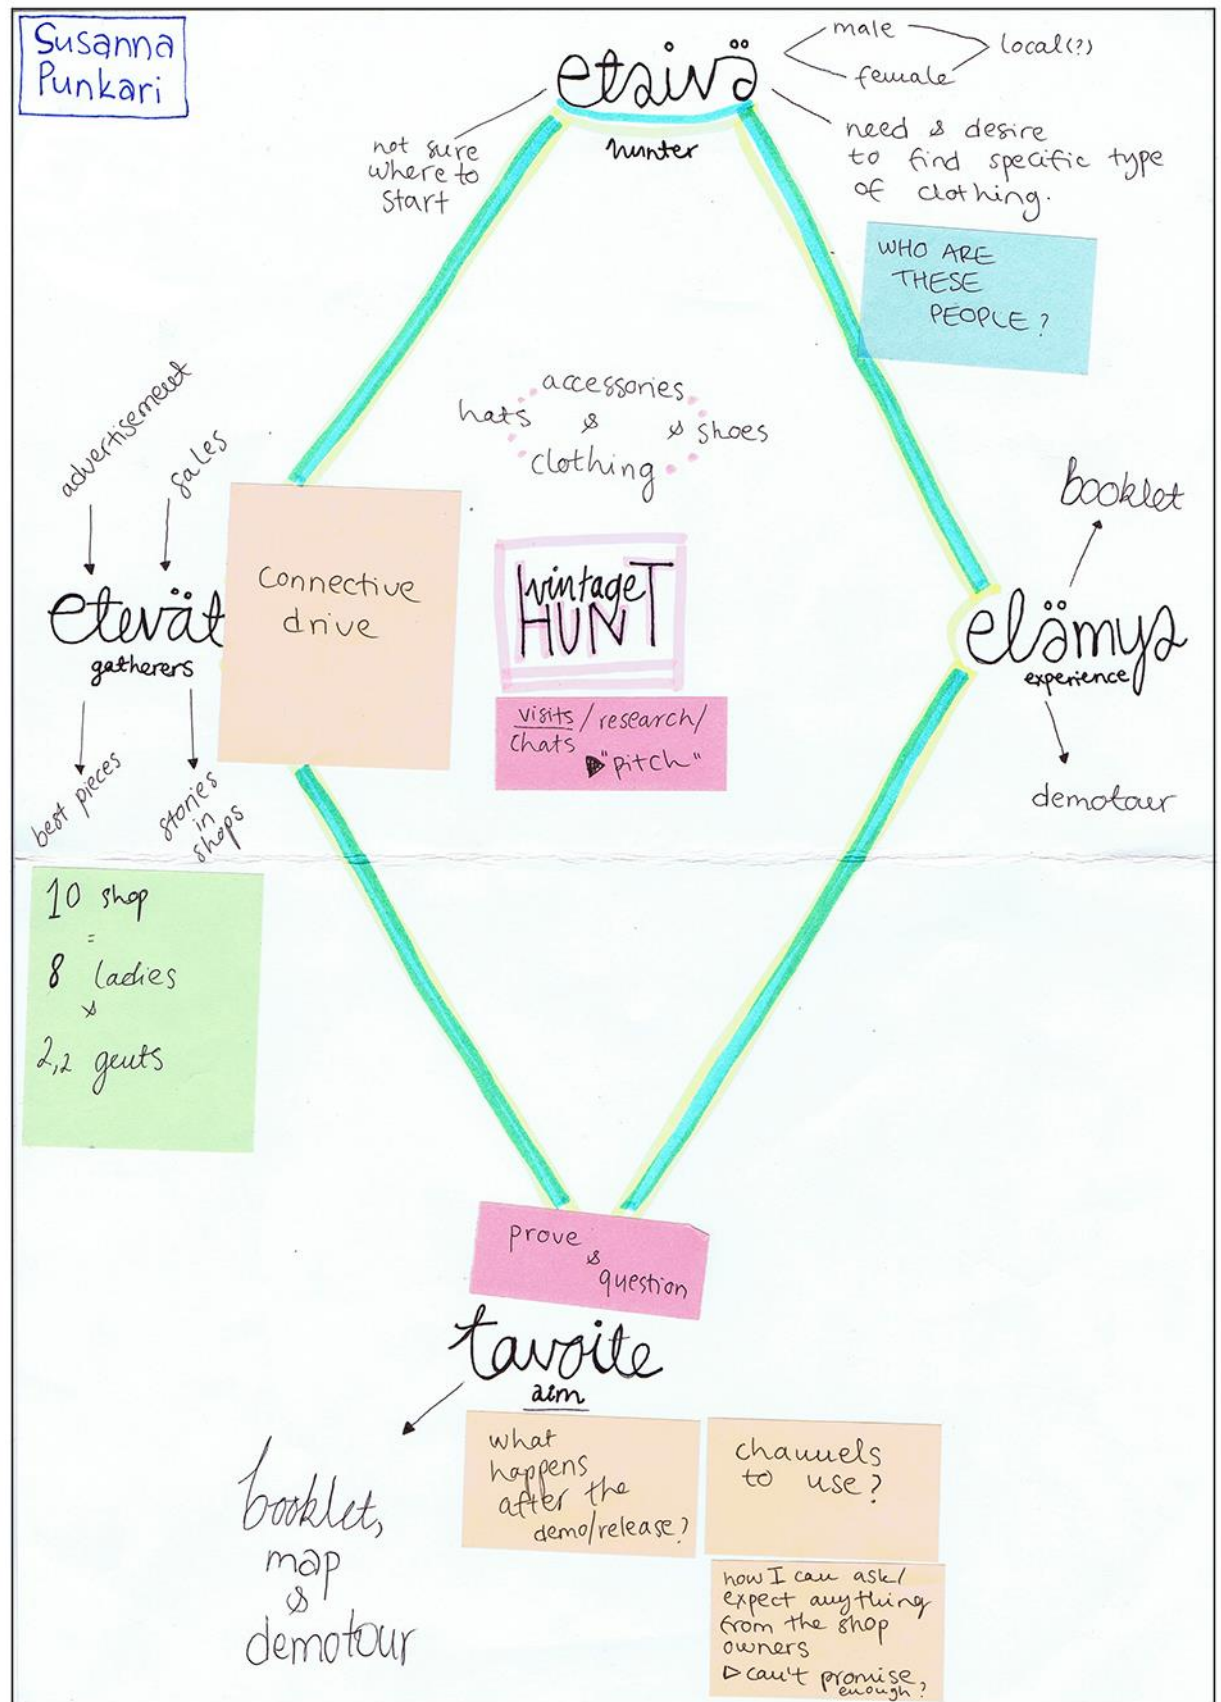 Susanna
Punkari
etsivä
hunter
male
female
local(?)
not sure
where to
start
need & desire
to find specific type
of clothing.
WHO ARE
THESE
PEOPLE?
accessories
hats & & shoes
clothing
advertisement
sales
etevät
gatherers
best pieces
stories
in
shops
Connective
drive
vintage
HUNT
visits / research/
chats
"pitch"
booklet
elämys
experience
demotour
10 shop
=
8 ladies
&
2,2 gents
prove
&
question
tavoite
aim
booklet,
map
&
demotour
what
happens
after the
demo/release?
channels
to use?
how I can ask/
expect anything
from the shop
owners
▷ can't promise
enough?